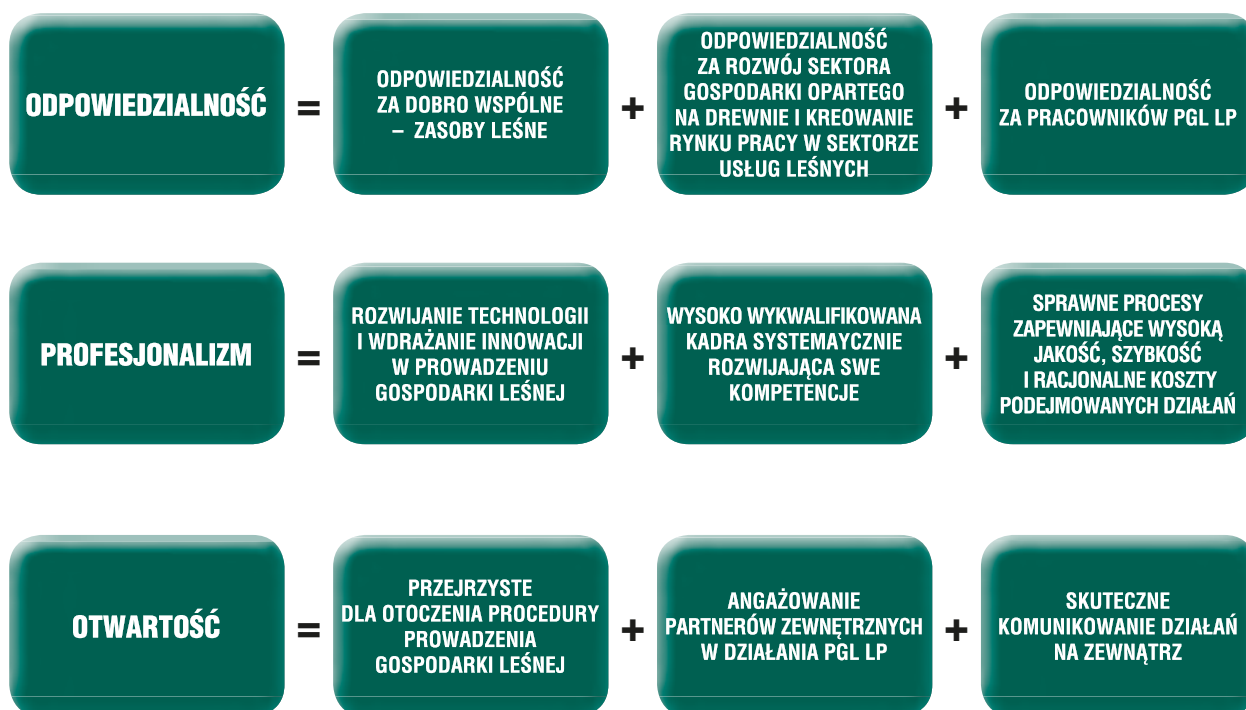 ODPOWIEDZIALNOŚĆ
=
ODPOWIEDZIALNOŚĆ
ZA DOBRO WSPÓLNE
– ZASOBY LEŚNE
+
ODPOWIEDZIALNOŚĆ
ZA ROZWÓJ SEKTORA
GOSPODARKI OPARTEGO
NA DREWNIE I KREOWANIE
RYNKU PRACY W SEKTORZE
USŁUG LEŚNYCH
+
ODPOWIEDZIALNOŚĆ
ZA PRACOWNIKÓW PGL LP
PROFESJONALIZM
=
ROZWIJANIE TECHNOLOGII
I WDRAŻANIE INNOWACJI
W PROWADZENIU
GOSPODARKI LEŚNEJ
+
WYSOKO WYKWALIFIKOWANA
KADRA SYSTEMAYCZNIE
ROZWIJAJĄCA SWE
KOMPETENCJE
+
SPRAWNE PROCESY
ZAPEWNIAJĄCE WYSOKĄ
JAKOŚĆ, SZYBKOŚĆ
I RACJONALNE KOSZTY
PODEJMOWANYCH DZIAŁAŃ
OTWARTOŚĆ
=
PRZEJRZYSTE
DLA OTOCZENIA PROCEDURY
PROWADZENIA
GOSPODARKI LEŚNEJ
+
ANGAŻOWANIE
PARTNERÓW ZEWNĘTRZNYCH
W DZIAŁANIA PGL LP
+
SKUTECZNE
KOMUNIKOWANIE DZIAŁAŃ
NA ZEWNĄTRZ